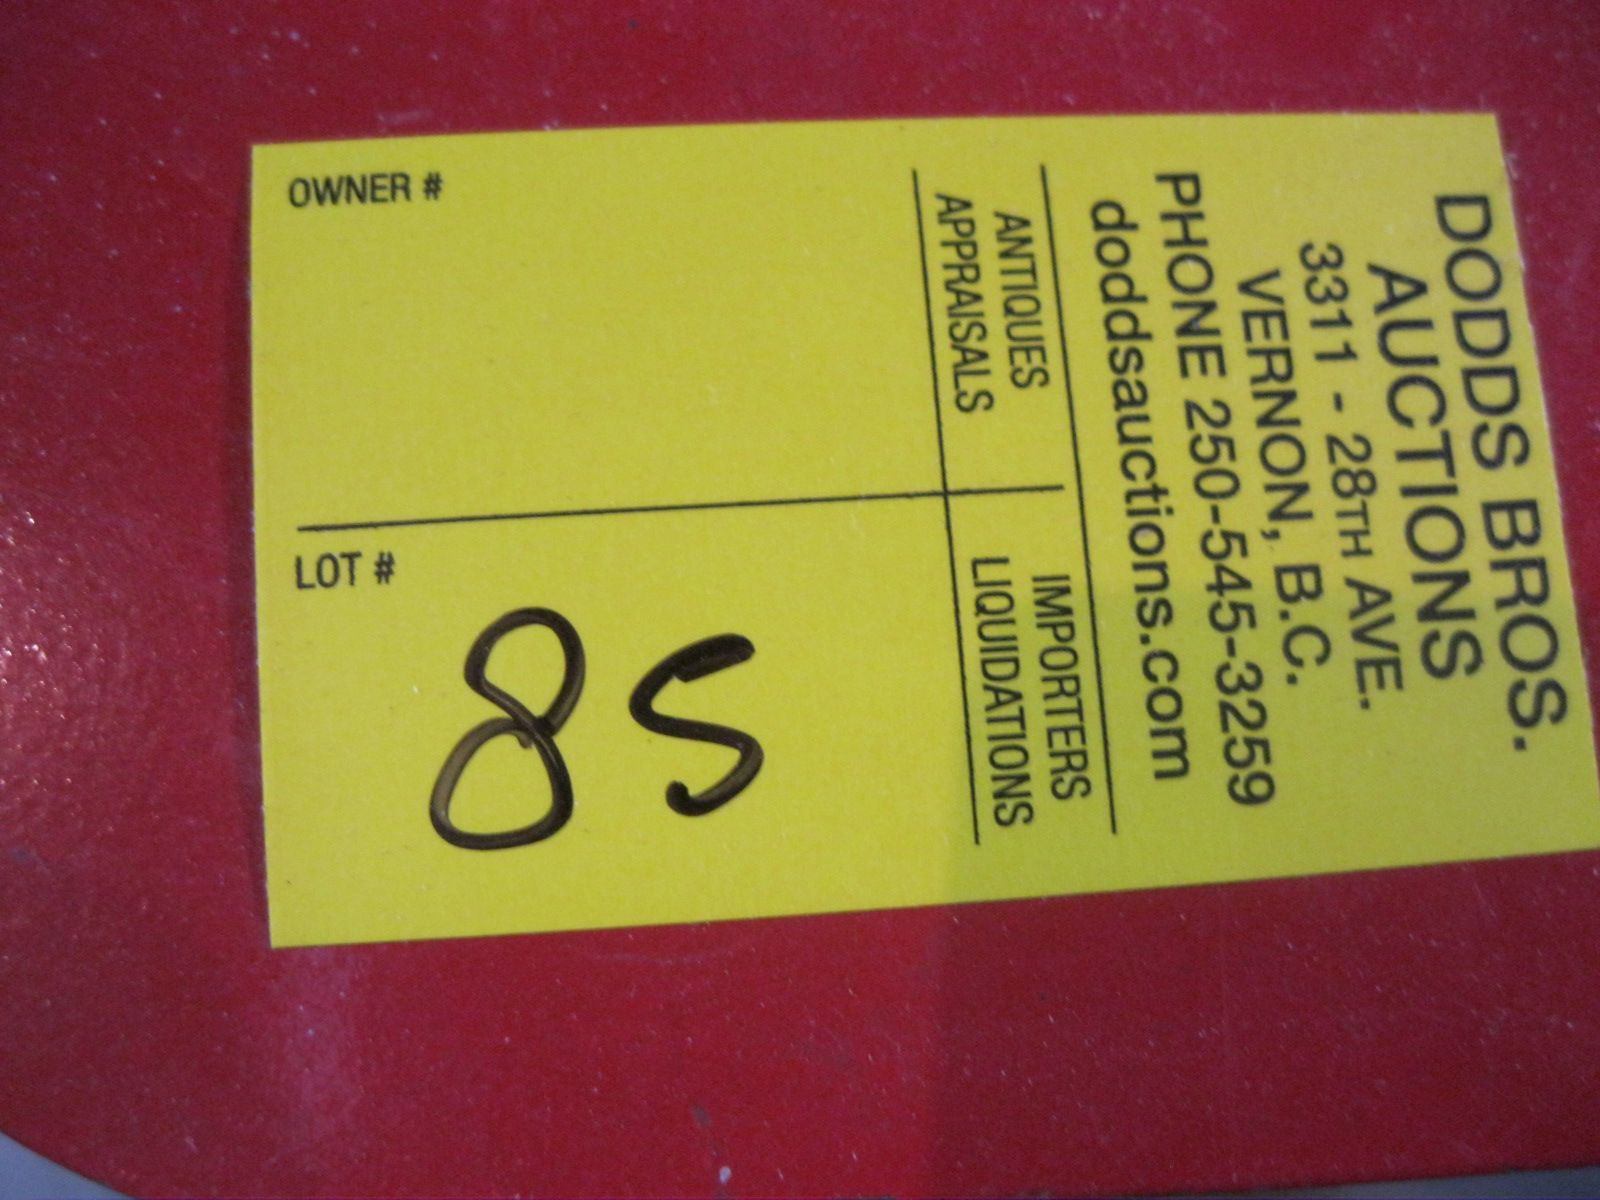 DODDS BROS.
AUCTIONS
3311 - 28TH AVE.
VERNON, B.C.
PHONE 250-545-3259
doddsauctions.com
ANTIQUES
APPRAISALS
IMPORTERS
LIQUIDATIONS
OWNER #
LOT #
85